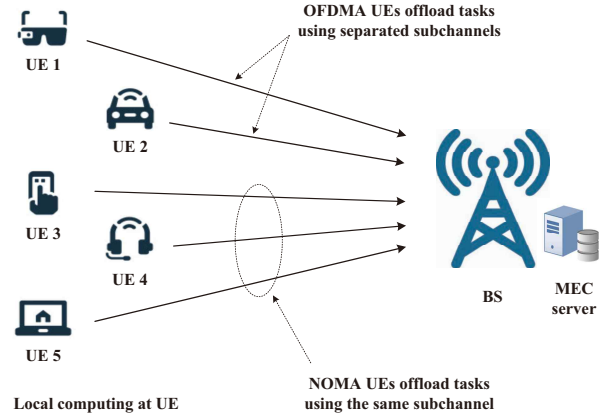 OFDMA UEs offload tasks
using separated subchannels
UE 1
UE 2
UE 3
UE 4
UE 5
BS
MEC
server
NOMA UEs offload tasks
using the same subchannel
Local computing at UE